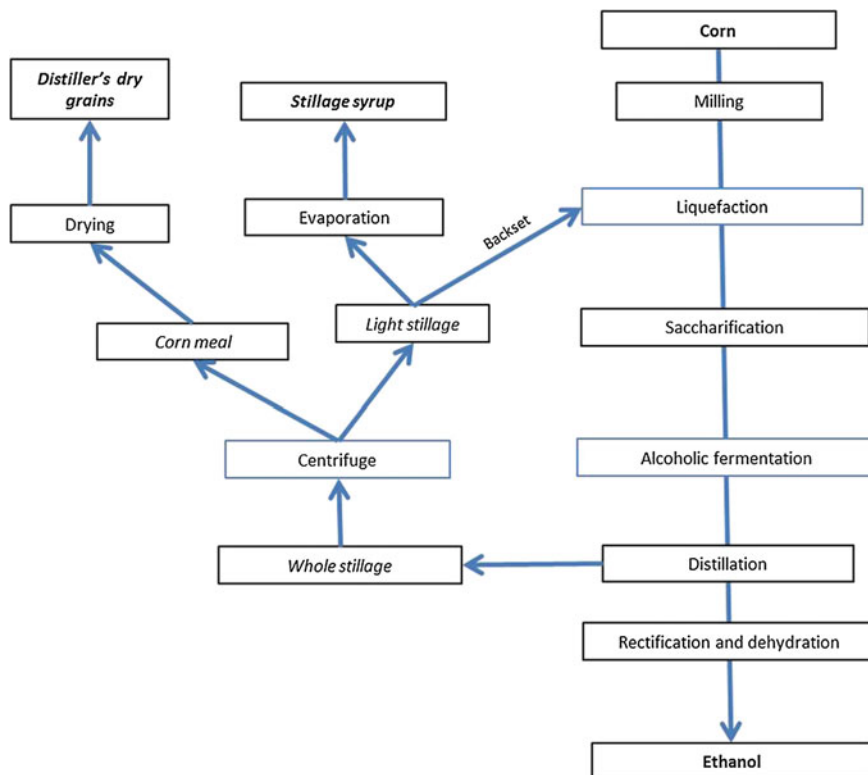 Corn
Distiller's dry
grains
Stillage syrup
Milling
Drying
Evaporation
Backset
Liquefaction
Corn meal
Light stillage
Saccharification
Centrifuge
Alcoholic fermentation
Whole stillage
Distillation
Rectification and dehydration
Ethanol